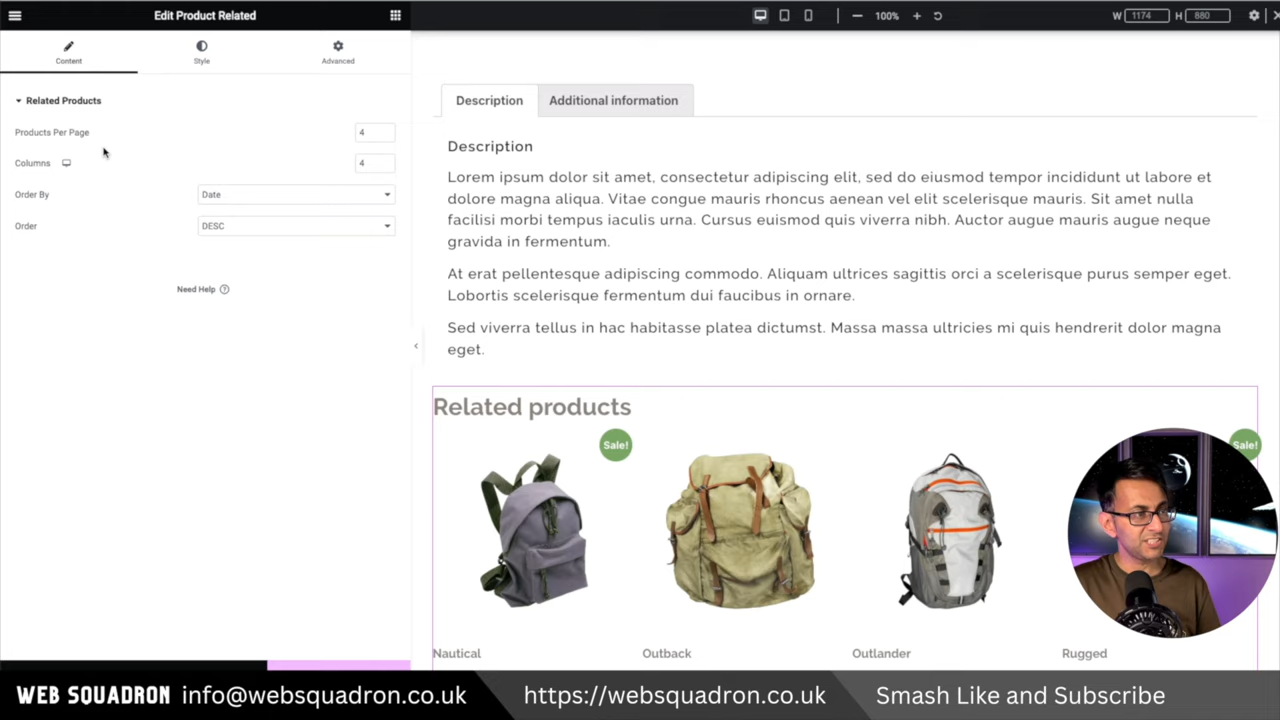 Edit Product Related
100%
W 1174 H 880
Content
Style
Advanced
Related Products
Products Per Page
4
Columns
4
Order By
Date
Order
DESC
Need Help ?
Description
Additional information
Description
Lorem ipsum dolor sit amet, consectetur adipiscing elit, sed do eiusmod tempor incididunt ut labore et
dolore magna aliqua. Vitae congue mauris rhoncus aenean vel elit scelerisque mauris. Sit amet nulla
facilisi morbi tempus iaculis urna. Cursus euismod quis viverra nibh. Auctor augue mauris augue neque
gravida in fermentum.
At erat pellentesque adipiscing commodo. Aliquam ultrices sagittis orci a scelerisque purus semper eget.
Lobortis scelerisque fermentum dui faucibus in ornare.
Sed viverra tellus in hac habitasse platea dictumst. Massa massa ultricies mi quis hendrerit dolor magna
eget.
Related products
Sale!
Sale!
Nautical
Outback
Outlander
Rugged
WEB SQUADRON info@websquadron.co.uk
https://websquadron.co.uk
Smash Like and Subscribe